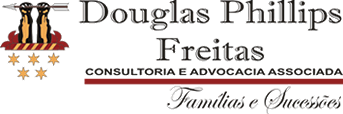 Douglas Phillips
Freitas
CONSULTORIA E ADVOCACIA ASSOCIADA
Famílias e Sucessões